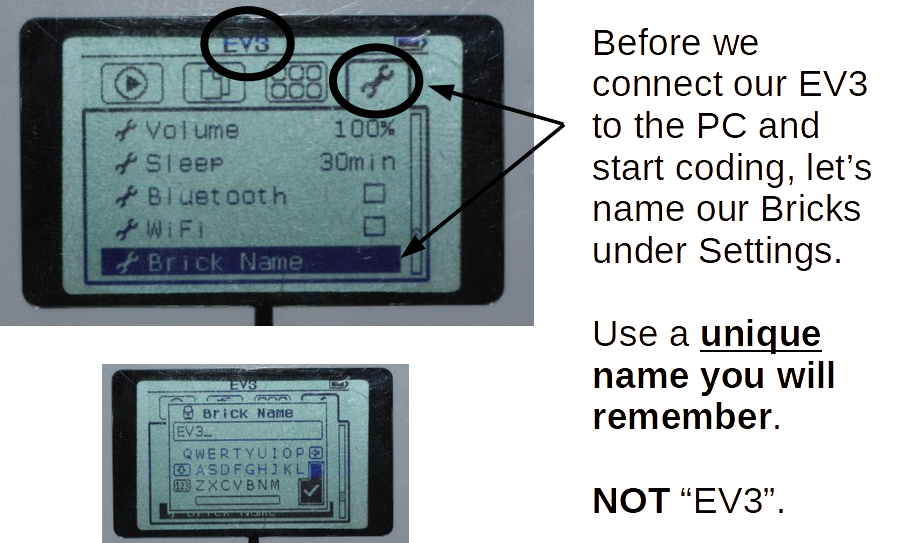 EV3
Volume 100%
Sleep 30min
Bluetooth
WiFi
Brick Name
Before we
connect our EV3
to the PC and
start coding, let’s
name our Bricks
under Settings.
Use a unique
name you will
remember.
NOT “EV3”.
EV3
Brick Name
EV3_
QWERTYUIOP
ASDFGHJKL
123 ZXCVBNM
Brick Name